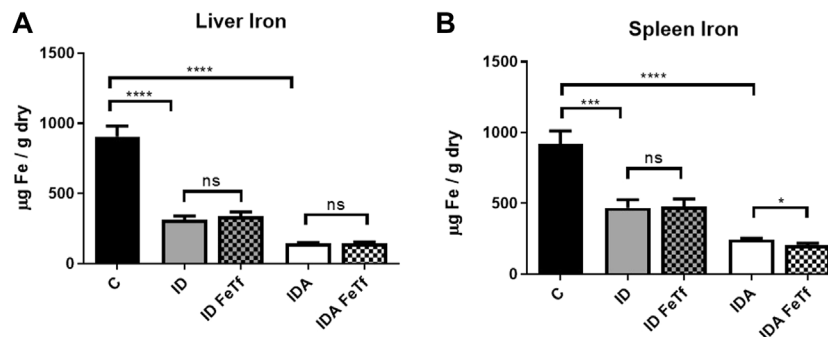 A
Liver Iron
µg Fe / g dry
1500
1000
500
0
****
****
ns
ns
C
ID
ID FeTf
IDA
IDA FeTf
B
Spleen Iron
µg Fe / g dry
1500
1000
500
0
****
***
ns
*
C
ID
ID FeTf
IDA
IDA FeTf